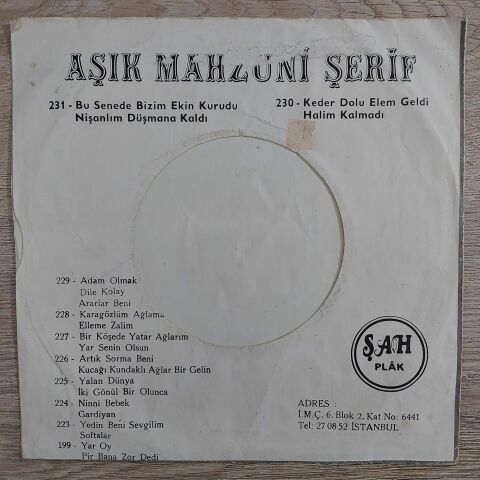 AŞIK MAHZUNİ ŞERİF
231 - Bu Senede Bizim Ekin Kurudu
Nişanlım Düşmana Kaldı
230 - Keder Dolu Elem Geldi
Halim Kalmadı
229 - Adam Olmak
Dile Kolay
Ararlar Beni
228 - Karagözlüm Ağlama
Elleme Zalim
227 - Bir Köşede Yatar Ağlarım
Yar Senin Olsun
226 - Artık Sorma Beni
Kucağı Kundaklı Ağlar Bir Gelin
225 - Yalan Dünya
İki Gönül Bir Olunca
224 - Ninni Bebek
Gardiyan
223 - Yedin Beni Sevgilim
Softalar
199 - Yar Oy
Pir Bana Zor Dedi
ŞAH
PLÂK
ADRES :
İ.M.Ç. 6. Blok 2. Kat No: 6441
Tel: 27 08 52 İSTANBUL